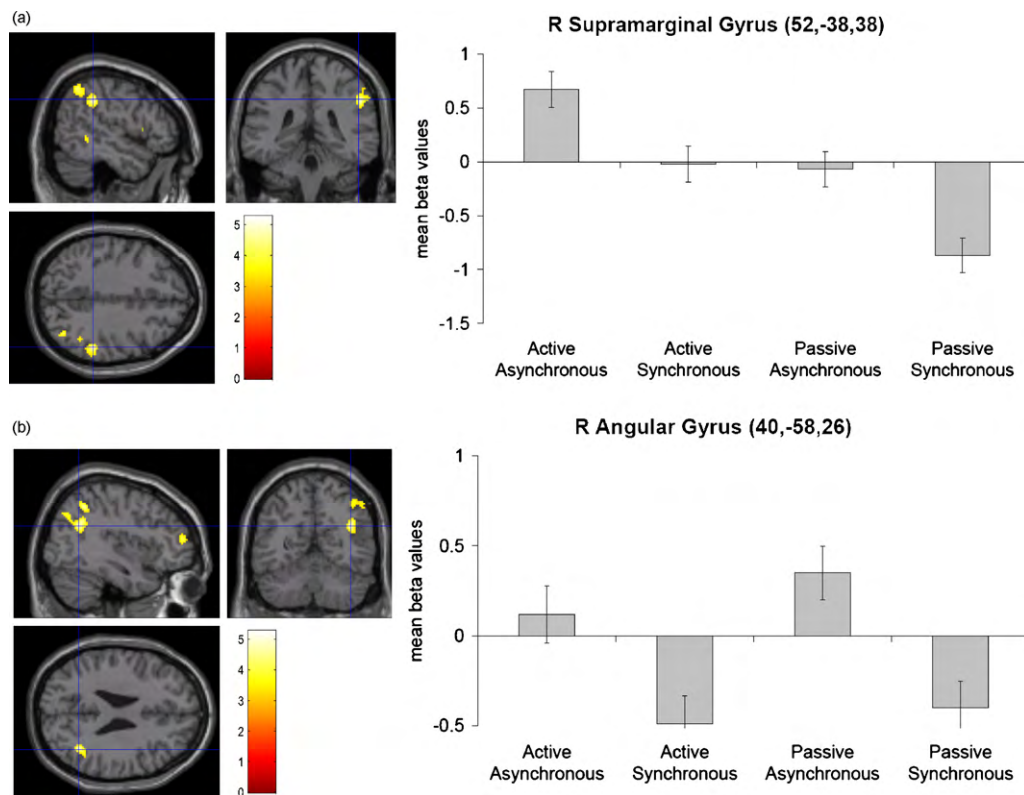 (a)
R Supramarginal Gyrus (52,-38,38)
1
0.5
0
-0.5
-1
-1.5
mean beta values
5
4
3
2
1
0
Active Asynchronous
Active Synchronous
Passive Asynchronous
Passive Synchronous
(b)
R Angular Gyrus (40,-58,26)
1
0.5
0
-0.5
mean beta values
5
4
3
2
1
0
Active Asynchronous
Active Synchronous
Passive Asynchronous
Passive Synchronous